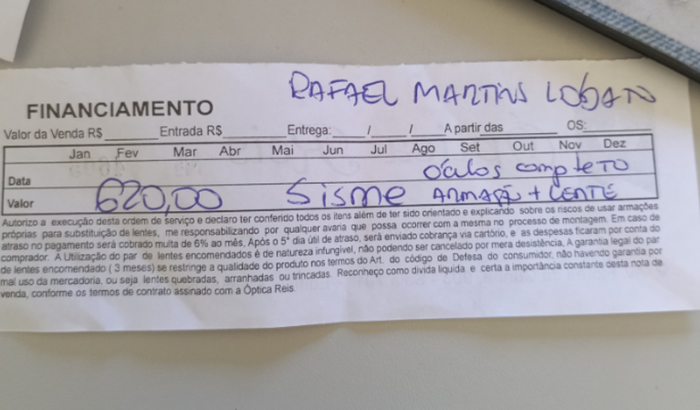 RAFAEL MARTINS LOBATO
FINANCIAMENTO
Valor da Venda R$________ Entrada R$________ Entrega:____/____/____ A partir das________ OS:________
Jan Fev Mar Abr Mai Jun Jul Ago Set Out Nov Dez
Data óculos completo
Valor 620,00 Sisme ARMAÇÃO + LENTE
Autorizo a execução desta ordem de serviço e declaro ter conferido todos os itens além de ter sido orientado e explicando sobre os riscos de usar armações
próprias para substituição de lentes, me responsabilizando por qualquer avaria que possa ocorrer com a mesma no processo de montagem. Em caso de
atraso no pagamento será cobrado multa de 6% ao mês. Após o 5° dia útil de atraso, será enviado cobrança via cartório, e as despesas ficaram por conta do
comprador. A Utilização do par de lentes encomendados é de natureza infungivel, não podendo ser cancelado por mera desistência, A garantia legal do par
de lentes encomendado ( 3 meses) se restringe a qualidade do produto nos termos do Art. do código de Defesa do consumidor, não havendo garantia por
mal uso da mercadoria, ou seja lentes quebradas, arranhadas ou trincadas. Reconheço como divida líquida e certa a importância constante desta nota de
venda, conforme os termos de contrato assinado com a Óptica Reis